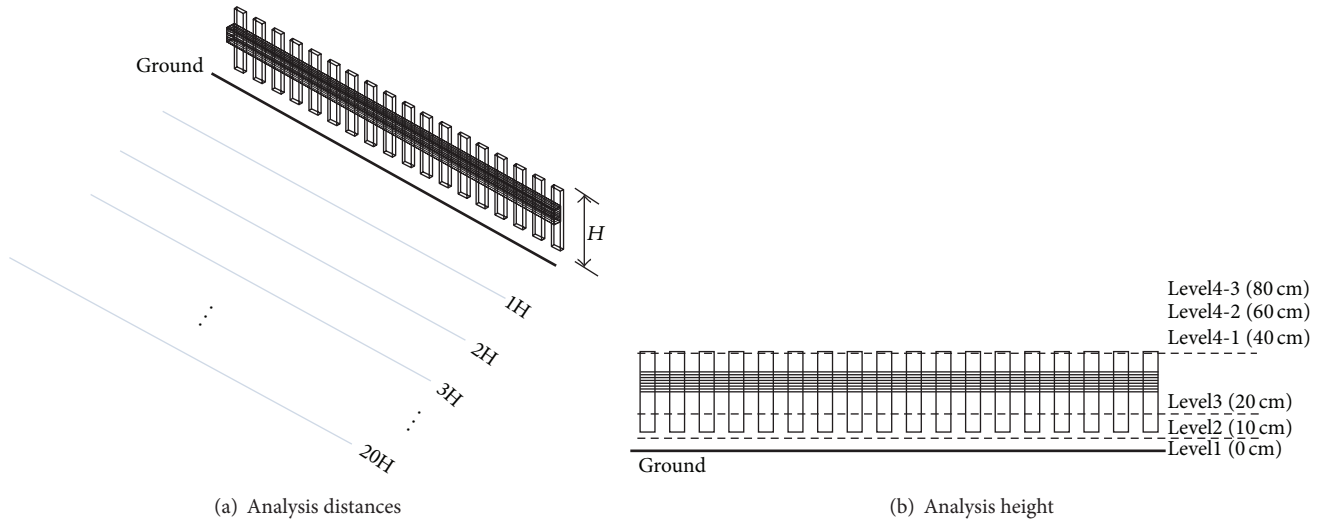 Ground
H
1H
2H
3H
20H
(a) Analysis distances
Level4-3 (80 cm)
Level4-2 (60 cm)
Level4-1 (40 cm)
Level3 (20 cm)
Level2 (10 cm)
Level1 (0 cm)
Ground
(b) Analysis height